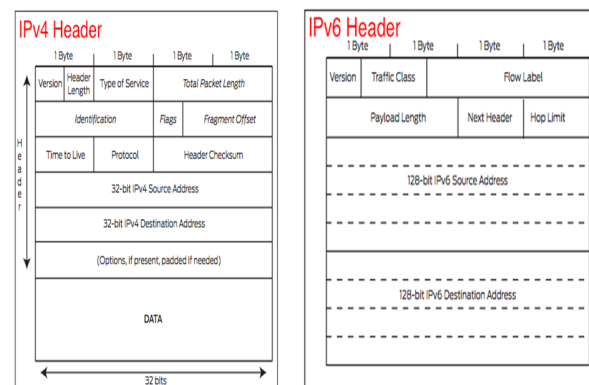 IPv4 Header
1 Byte 1 Byte 1 Byte 1 Byte
Version Header Length Type of Service Total Packet Length
Identification Flags Fragment Offset
Time to Live Protocol Header Checksum
32-bit IPv4 Source Address
32-bit IPv4 Destination Address
(Options, if present, padded if needed)
DATA
32 bits
Header
IPv6 Header
1 Byte 1 Byte 1 Byte 1 Byte
Version Traffic Class Flow Label
Payload Length Next Header Hop Limit
128-bit IPv6 Source Address
128-bit IPv6 Destination Address